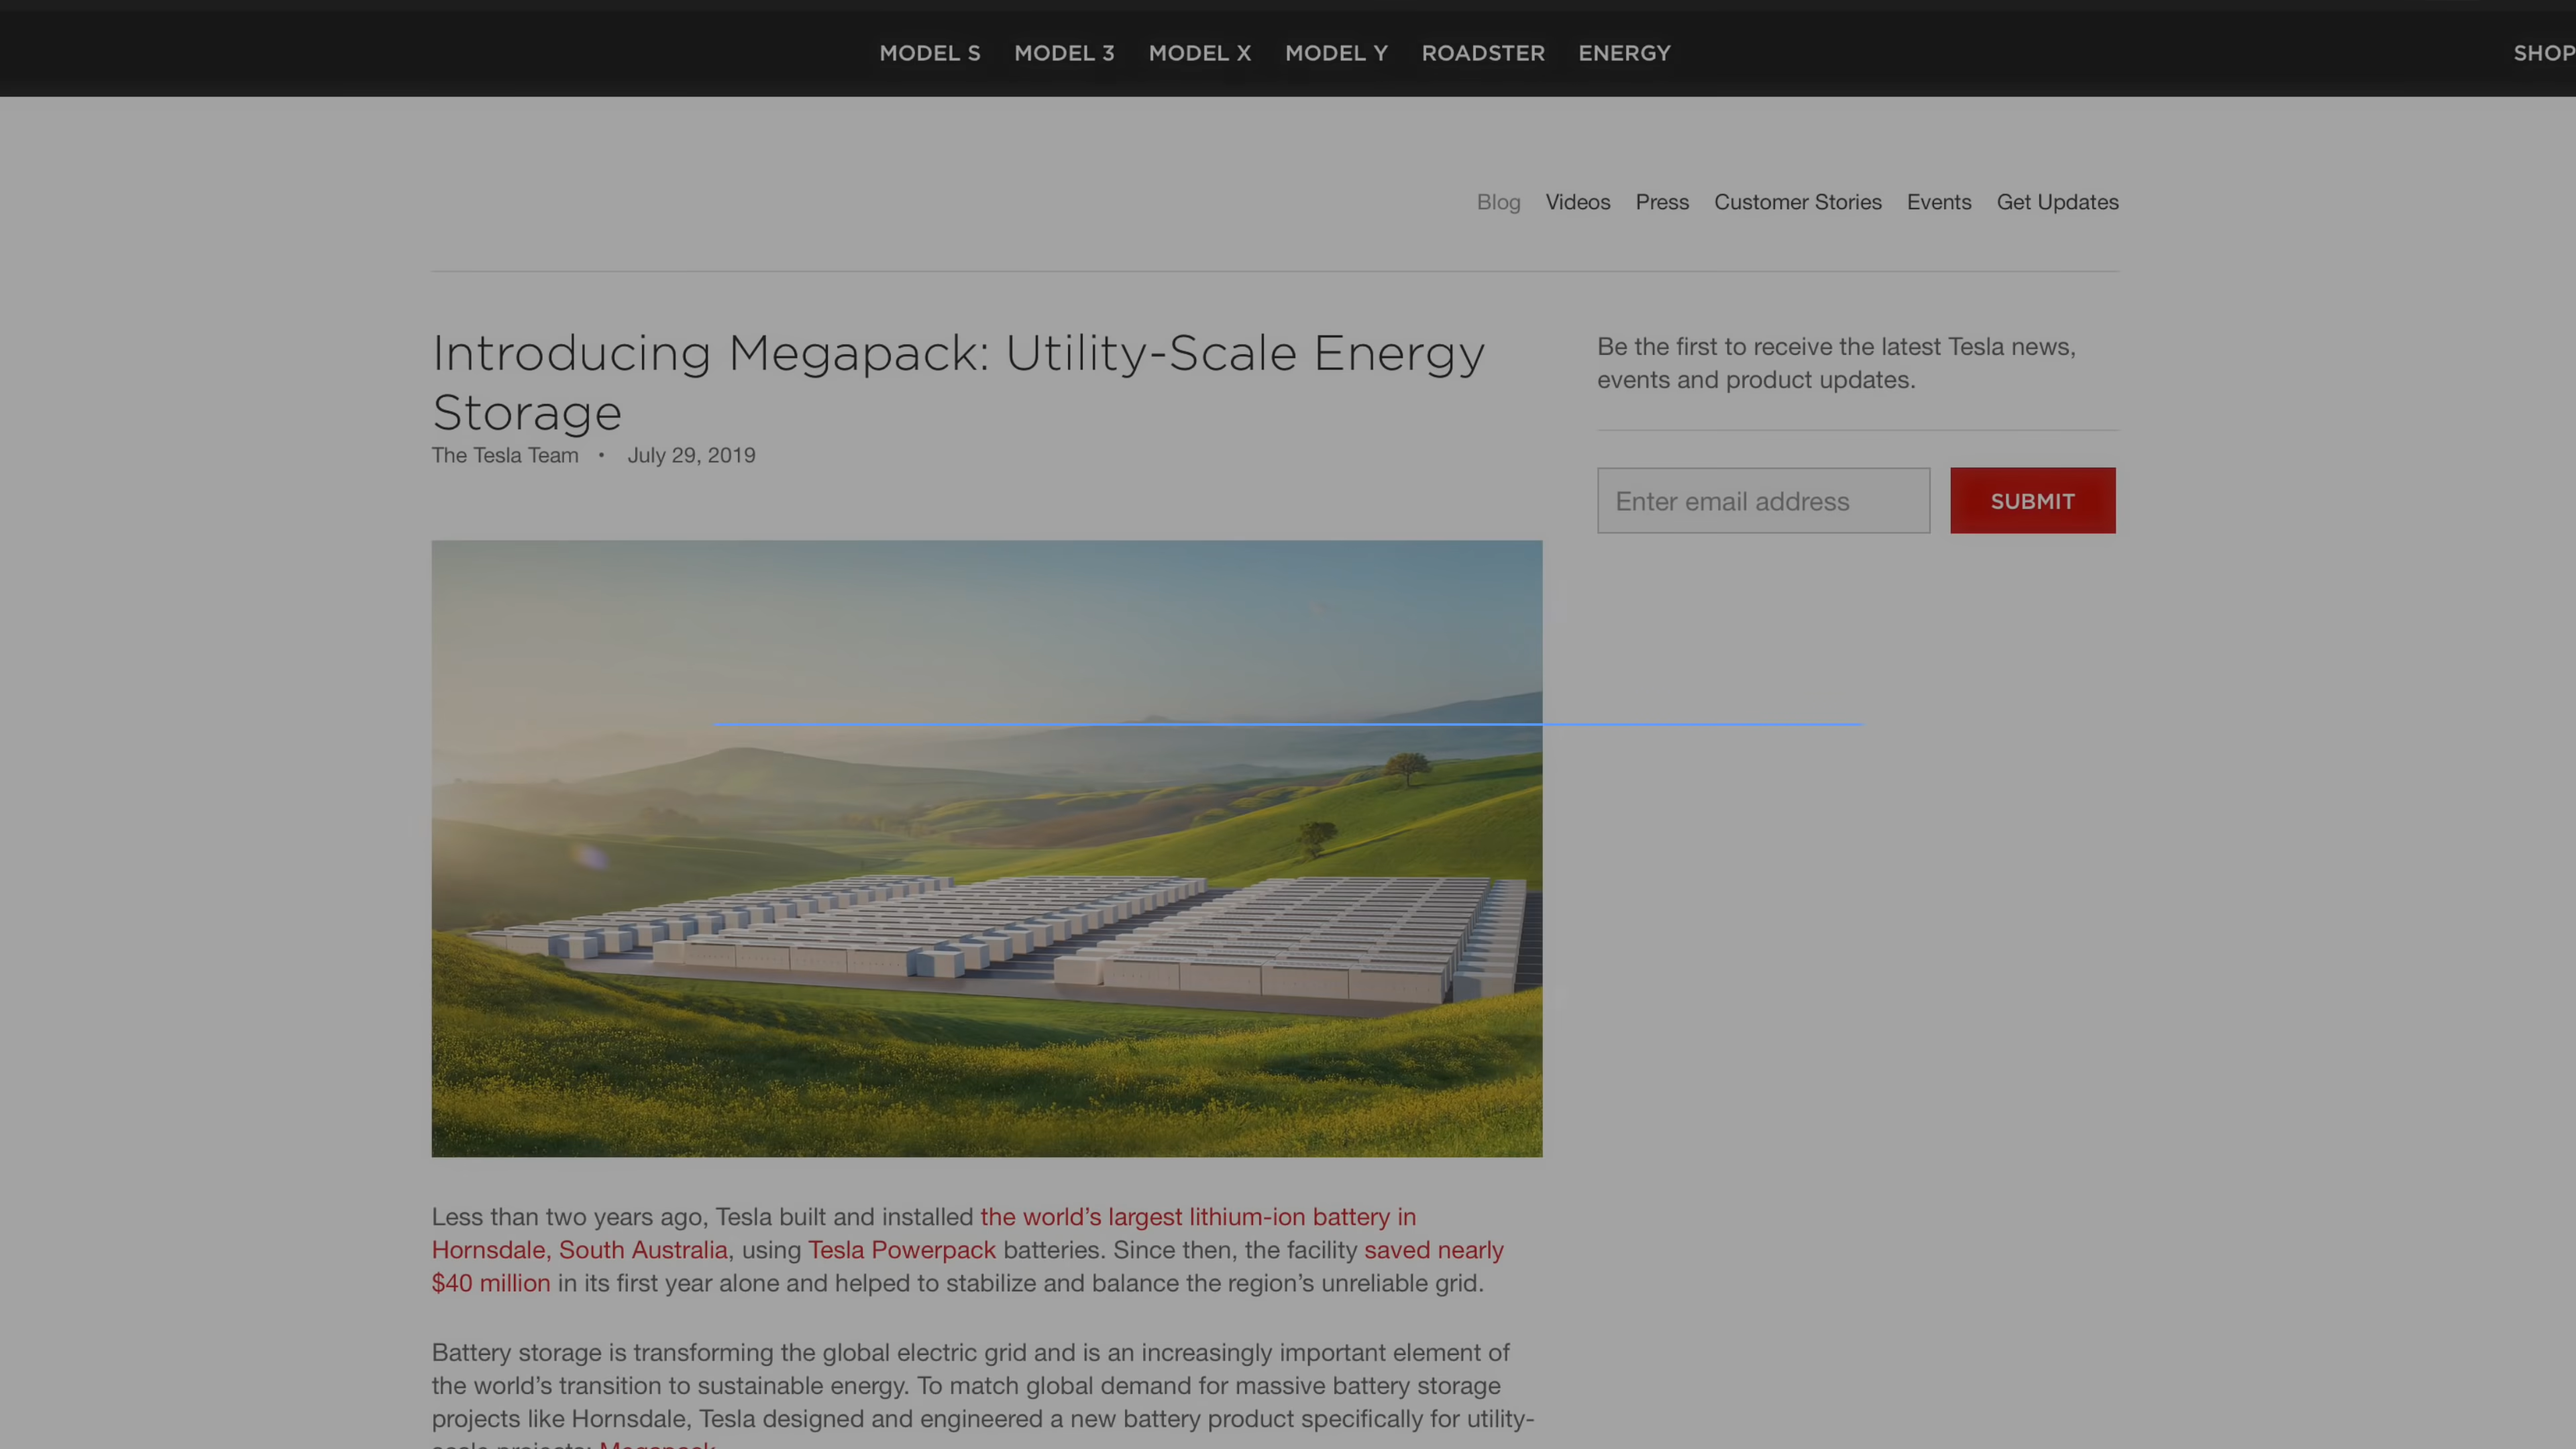 MODEL S MODEL 3 MODEL X MODEL Y ROADSTER ENERGY SHOP
Blog Videos Press Customer Stories Events Get Updates
Introducing Megapack: Utility-Scale Energy
Storage
The Tesla Team • July 29, 2019
Be the first to receive the latest Tesla news,
events and product updates.
Enter email address SUBMIT
Less than two years ago, Tesla built and installed the world’s largest lithium-ion battery in
Hornsdale, South Australia, using Tesla Powerpack batteries. Since then, the facility saved nearly
$40 million in its first year alone and helped to stabilize and balance the region’s unreliable grid.
Battery storage is transforming the global electric grid and is an increasingly important element of
the world’s transition to sustainable energy. To match global demand for massive battery storage
projects like Hornsdale, Tesla designed and engineered a new battery product specifically for utility-
scale projects: Megapack